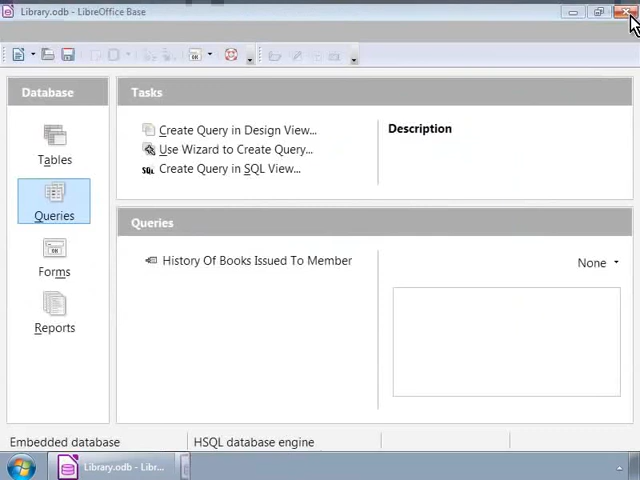 Library.odb - LibreOffice Base
Database
Tasks
Create Query in Design View...
Use Wizard to Create Query...
SQL Create Query in SQL View...
Description
Tables
Queries
Forms
Reports
Queries
History Of Books Issued To Member
None
Embedded database
HSQL database engine
Library.odb - Libr...